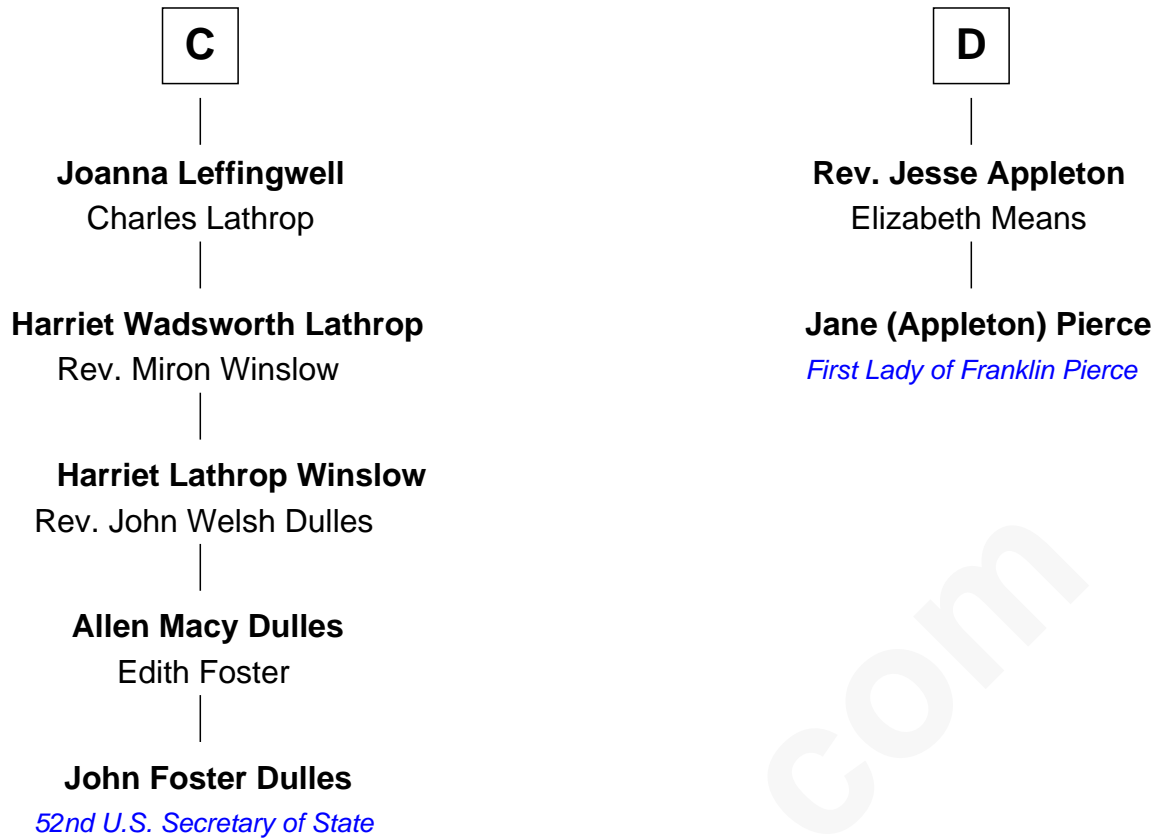 C
Joanna Leffingwell
Charles Lathrop
Harriet Wadsworth Lathrop
Rev. Miron Winslow
Harriet Lathrop Winslow
Rev. John Welsh Dulles
Allen Macy Dulles
Edith Foster
John Foster Dulles
52nd U.S. Secretary of State
D
Rev. Jesse Appleton
Elizabeth Means
Jane (Appleton) Pierce
First Lady of Franklin Pierce
com